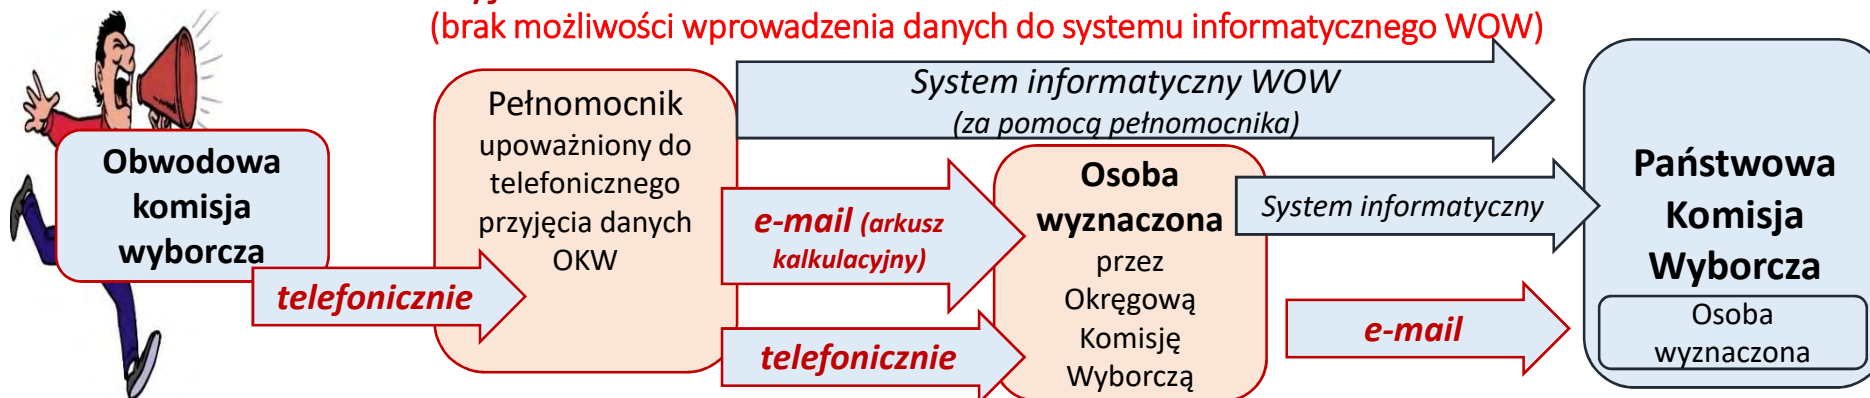 (brak możliwości wprowadzenia danych do systemu informatycznego WOW)
Obwodowa
komisja
wyborcza
telefonicznie
Pełnomocnik
upoważniony do
telefonicznego
przyjęcia danych
OKW
System informatyczny WOW
(za pomocą pełnomocnika)
e-mail (arkusz
kalkulacyjny)
telefonicznie
Osoba
wyznaczona
przez
Okręgową
Komisję
Wyborczą
System informatyczny
e-mail
Państwowa
Komisja
Wyborcza
Osoba
wyznaczona